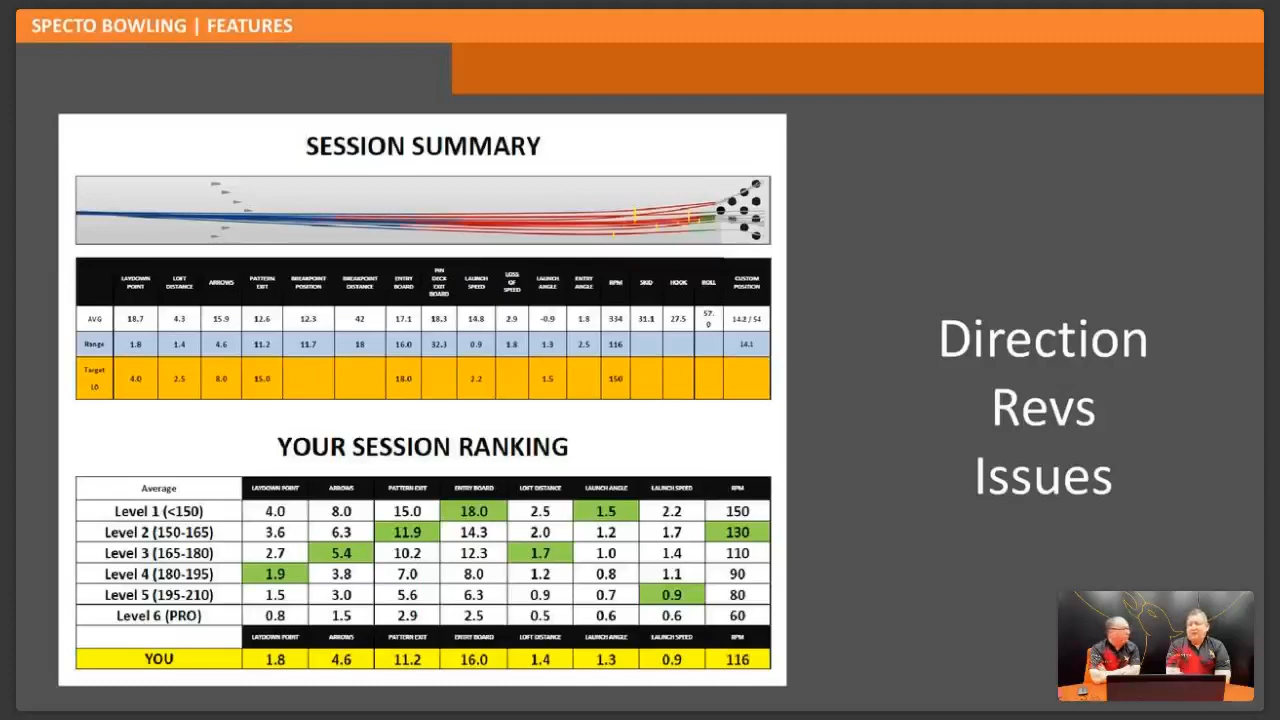 SPECTO BOWLING | FEATURES
SESSION SUMMARY
LAYDOWN POINT LOFT DISTANCE ARROWS PATTERN EXIT BREAKPOINT POSITION BREAKPOINT DISTANCE ENTRY BOARD PIN DECK EXIT BOARD LAUNCH SPEED LOSS OF SPEED LAUNCH ANGLE ENTRY ANGLE RPM SKID HOOK ROLL CUSTOM POSITION
AVG 18.7 4.3 15.9 12.6 12.3 42 17.1 18.3 14.8 2.9 -0.9 1.8 334 31.1 27.5 57.0 14.2 / 54
Range 1.8 1.4 4.6 11.2 11.7 18 16.0 32.3 0.9 1.8 1.3 2.5 116 14.1
Target 4.0 2.5 8.0 15.0 18.0 2.2 1.5 150
YOUR SESSION RANKING
Average LAYDOWN POINT ARROWS PATTERN EXIT ENTRY BOARD LOFT DISTANCE LAUNCH ANGLE LAUNCH SPEED RPM
Level 1 (<150) 4.0 8.0 15.0 18.0 2.5 1.5 2.2 150
Level 2 (150-165) 3.6 6.3 11.9 14.3 2.0 1.2 1.7 130
Level 3 (165-180) 2.7 5.4 10.2 12.3 1.7 1.0 1.4 110
Level 4 (180-195) 1.9 3.8 7.0 8.0 1.2 0.8 1.1 90
Level 5 (195-210) 1.5 3.0 5.6 6.3 0.9 0.7 0.9 80
Level 6 (PRO) 0.8 1.5 2.9 2.5 0.5 0.6 0.6 60
LAYDOWN POINT ARROWS PATTERN EXIT ENTRY BOARD LOFT DISTANCE LAUNCH ANGLE LAUNCH SPEED RPM
YOU 1.8 4.6 11.2 16.0 1.4 1.3 0.9 116
Direction
Revs
Issues